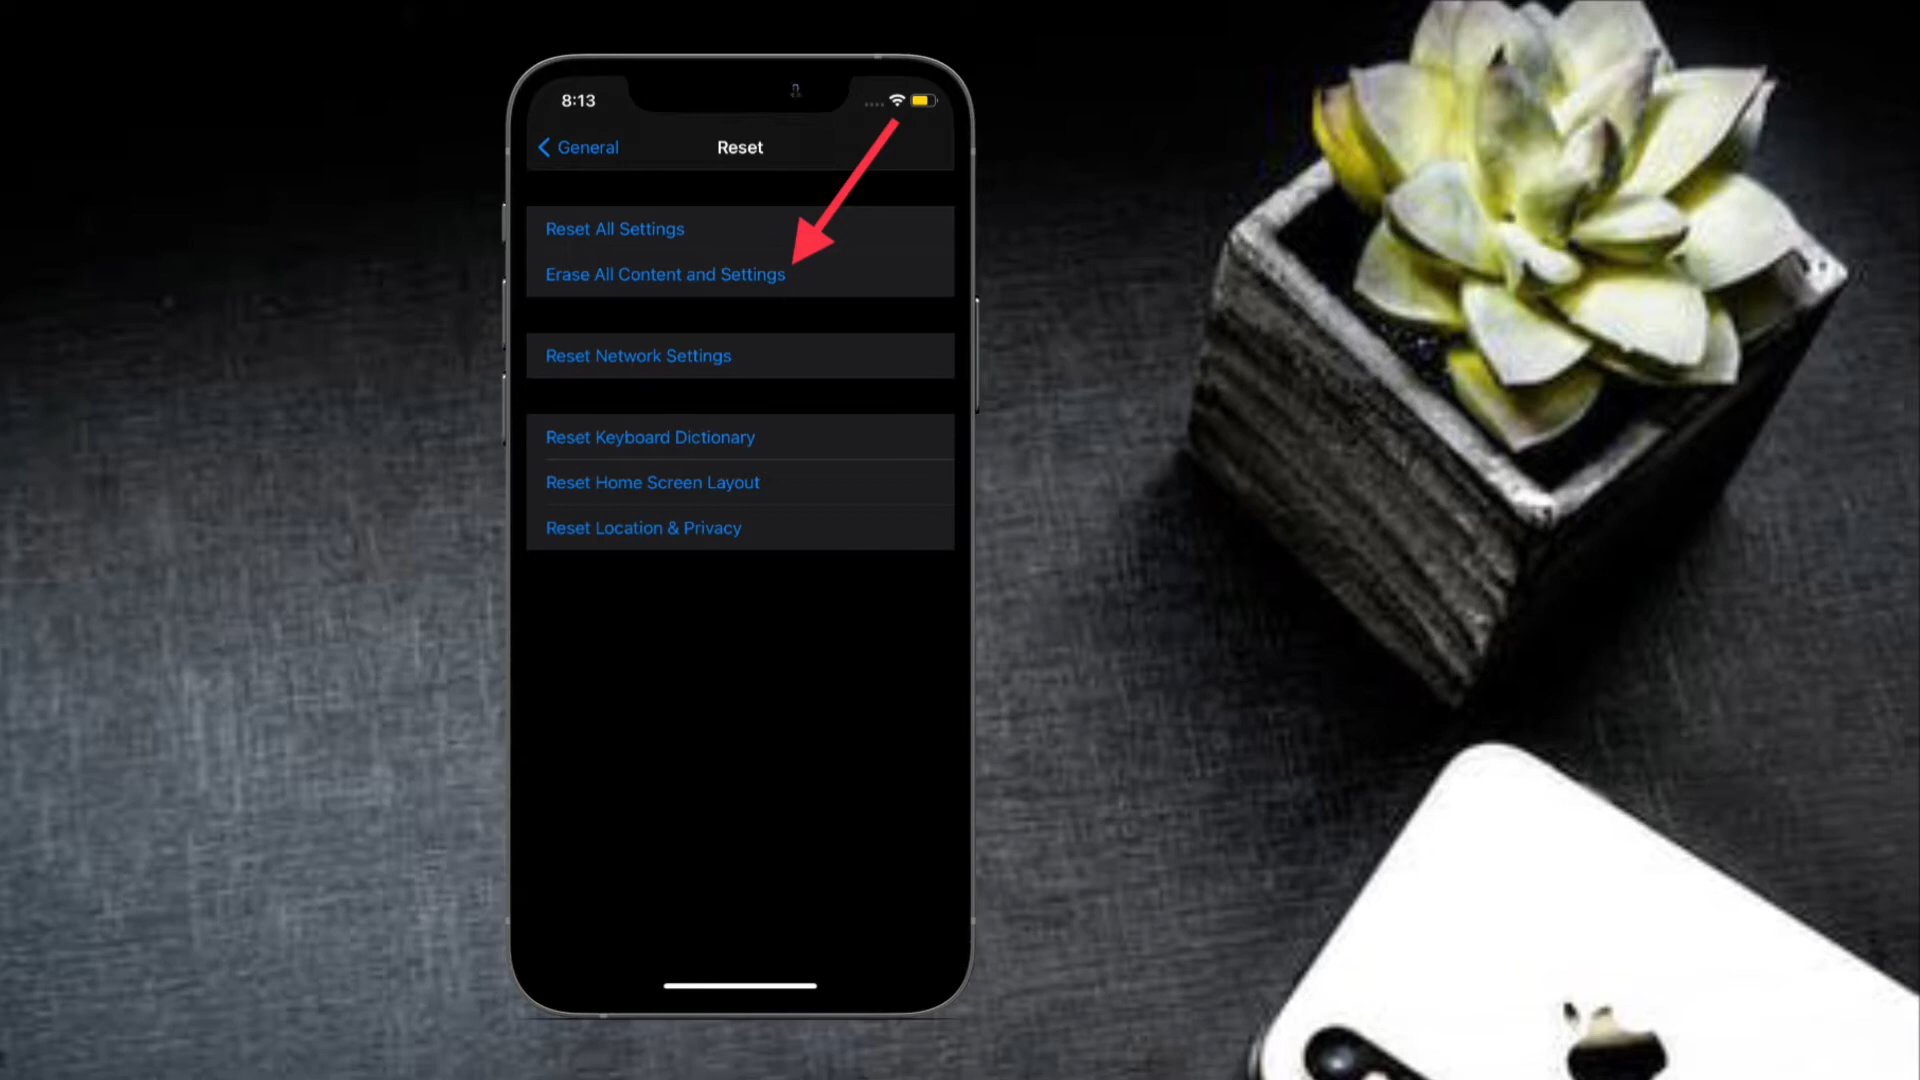 8:13
General
Reset
Reset All Settings
Erase All Content and Settings
Reset Network Settings
Reset Keyboard Dictionary
Reset Home Screen Layout
Reset Location & Privacy